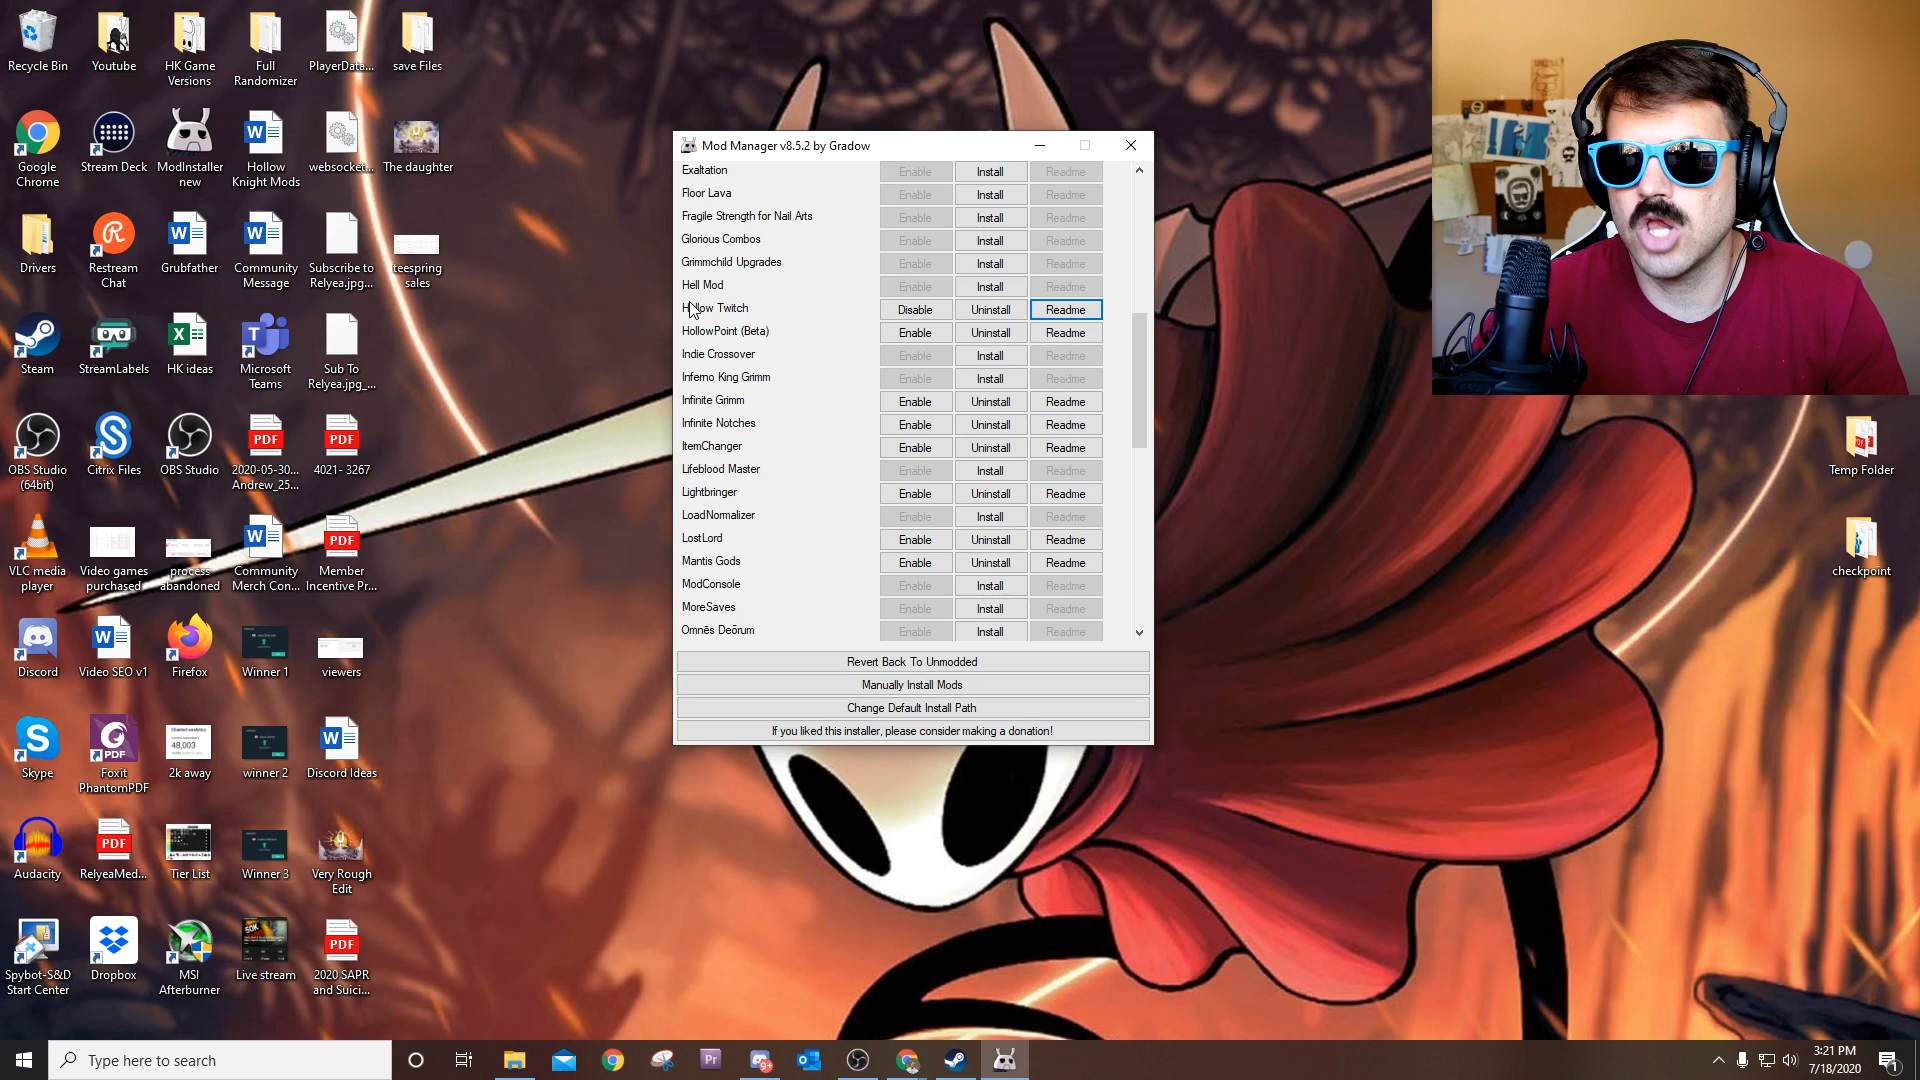 Recycle Bin
Youtube
HK Game
Versions
Full
Randomizer
PlayerData...
save Files
Google
Chrome
Stream Deck
ModInstaller
new
Hollow
Knight Mods
websocket...
The daughter
Drivers
Restream
Chat
Grubfather
Community
Message
Subscribe to
Relyea.jpg...
teespring
sales
Steam
StreamLabels
HK ideas
Microsoft
Teams
Sub To
Relyea.jpg_...
OBS Studio
(64bit)
Citrix Files
OBS Studio
PDF
2020-05-30...
Andrew_25...
PDF
4021- 3267
VLC media
player
Video games
purchased
process
abandoned
Community
Merch Con...
PDF
Member
Incentive Pr...
Discord
Video SEO v1
Firefox
Winner 1
viewers
Skype
PDF
Foxit
PhantomPDF
48,003
2k away
winner 2
Discord Ideas
Audacity
PDF
RelyeaMed...
Tier List
Winner 3
Very Rough
Edit
Spybot-S&D
Start Center
Dropbox
MSI
Afterburner
50K
Live stream
PDF
2020 SAPR
and Suici...
Mod Manager v8.5.2 by Gradow
Exaltation Enable Install Readme
Floor Lava Enable Install Readme
Fragile Strength for Nail Arts Enable Install Readme
Glorious Combos Enable Install Readme
Grimmchild Upgrades Enable Install Readme
Hell Mod Enable Install Readme
Hollow Twitch Disable Uninstall Readme
HollowPoint (Beta) Enable Uninstall Readme
Indie Crossover Enable Install Readme
Inferno King Grimm Enable Install Readme
Infinite Grimm Enable Uninstall Readme
Infinite Notches Enable Uninstall Readme
ItemChanger Enable Uninstall Readme
Lifeblood Master Enable Install Readme
Lightbringer Enable Uninstall Readme
LoadNormalizer Enable Install Readme
LostLord Enable Uninstall Readme
Mantis Gods Enable Uninstall Readme
ModConsole Enable Install Readme
MoreSaves Enable Install Readme
Omnēs Deōrum Enable Install Readme
Revert Back To Unmodded
Manually Install Mods
Change Default Install Path
If you liked this installer, please consider making a donation!
Temp Folder
checkpoint
Type here to search
Pr
9+
3:21 PM
7/18/2020
1